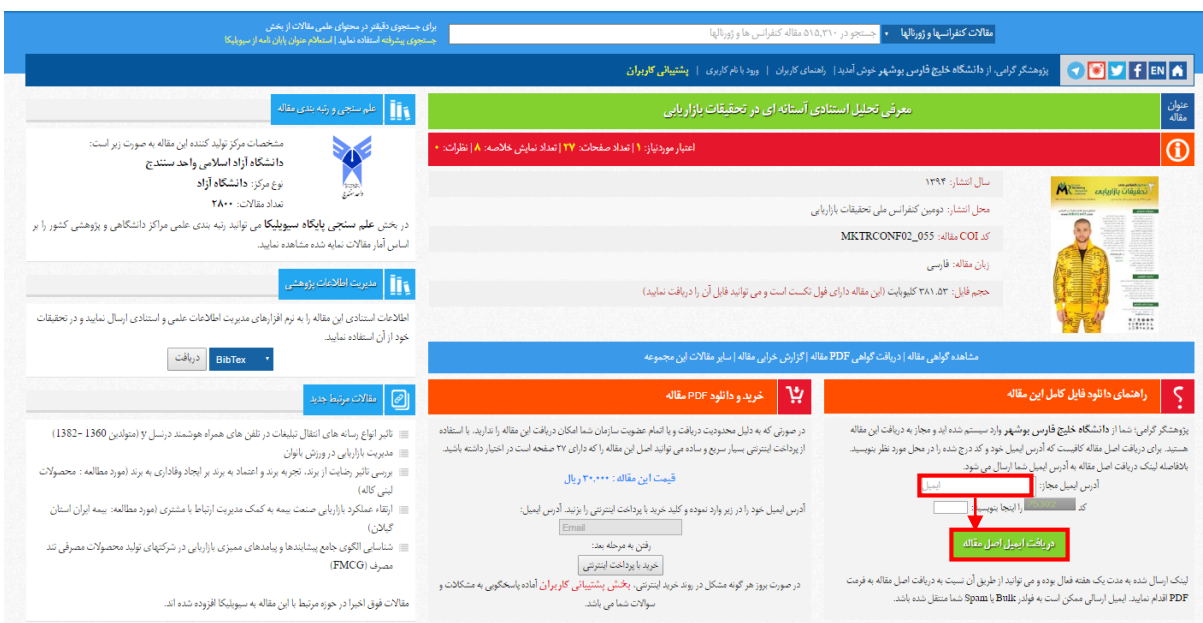 مقالات کنفرانسها و ژورنالها
جستجو در ۵۱۵,۳۱۰ مقاله کنفرانس ها و ژورنالها
برای جستجوی دقیقتر در محتوای علمی مقالات از بخش
جستجوی پیشرفته استفاده نمایید | استعلام عنوان پایان نامه از سیویلیکا
EN
پژوهشگر گرامی، از دانشگاه خلیج فارس بوشهر خوش آمدید | راهنمای کاربران | ورود با نام کاربری | پشتیبانی کاربران
عنوان مقاله
معرفی تحلیل استنادی آستانه ای در تحقیقات بازاریابی
اعتبار موردنیاز: ۱ | تعداد صفحات: ۲۷ | تعداد نمایش خلاصه: ۸ | نظرات: ۰
سال انتشار: ۱۳۹۴
محل انتشار: دومین کنفرانس ملی تحقیقات بازاریابی
کد COI مقاله: MKTRCONF02_055
زبان مقاله: فارسی
حجم فایل: ۳۸۱.۵۳ کلیوبایت (این مقاله دارای فول تکست است و می توانید فایل آن را دریافت نمایید)
تحقیقات بازاریابی
مشاهده گواهی مقاله | دریافت گواهی PDF مقاله | گزارش خرابی مقاله | سایر مقالات این مجموعه
راهنمای دانلود فایل کامل این مقاله
پژوهشگر گرامی؛ شما از دانشگاه خلیج فارس بوشهر وارد سیستم شده اید و مجاز به دریافت این مقاله
هستید. برای دریافت اصل مقاله کافیست که آدرس ایمیل خود و کد درج شده را در محل مورد نظر بنویسید.
بلافاصله لینک دریافت اصل مقاله به آدرس ایمیل شما ارسال می شود.
آدرس ایمیل مجاز:
ایمیل
کد
را اینجا بنویسید:
دریافت ایمیل اصل مقاله
لینک ارسال شده به مدت یک هفته فعال بوده و می توانید از طریق آن نسبت به دریافت اصل مقاله به فرمت
PDF اقدام نمایید. ایمیل ارسالی ممکن است به فولدر Bulk یا Spam شما منتقل شده باشد.
خرید و دانلود PDF مقاله
در صورتی که به دلیل محدودیت دریافت و یا اتمام عضویت سازمان شما امکان دریافت این مقاله را ندارید، با استفاده
از پرداخت اینترنتی بسیار سریع و ساده می توانید اصل این مقاله را که دارای ۲۷ صفحه است در اختیار داشته باشید.
قیمت این مقاله : ۳۰,۰۰۰ ریال
آدرس ایمیل خود را در زیر وارد نموده و کلید خرید با پرداخت اینترنتی را بزنید. آدرس ایمیل:
Email
رفتن به مرحله بعد:
خرید با پرداخت اینترنتی
در صورت بروز هر گونه مشکل در روند خرید اینترنتی، بخش پشتیبانی کاربران آماده پاسخگویی به مشکلات و
سوالات شما می باشد.
علم سنجی و رتبه بندی مقاله
مشخصات مرکز تولید کننده این مقاله به صورت زیر است:
دانشگاه آزاد اسلامی واحد سنندج
نوع مرکز: دانشگاه آزاد
تعداد مقالات: ۲۸۰۰
در بخش علم سنجی پایگاه سیویلیکا می توانید رتبه بندی علمی مراکز دانشگاهی و پژوهشی کشور را بر
اساس آمار مقالات نمایه شده مشاهده نمایید.
مدیریت اطلاعات پژوهشی
اطلاعات استنادی این مقاله را به نرم افزارهای مدیریت اطلاعات علمی و استنادی ارسال نمایید و در تحقیقات
خود از آن استفاده نمایید.
BibTex
دریافت
مقالات مرتبط جدید
تاثیر انواع رسانه های انتقال تبلیغات در تلفن های همراه هوشمند درنسل y (متولدین 1360 -1382)
مدیریت بازاریابی در ورزش بانوان
بررسی تاثیر رضایت از برند، تجربه برند و اعتماد به برند بر ایجاد وفاداری به برند (مورد مطالعه : محصولات
لبنی کاله)
ارتقاء عملکرد بازاریابی صنعت بیمه به کمک مدیریت ارتباط با مشتری (مورد مطالعه: بیمه ایران استان
گیلان)
شناسایی الگوی جامع پیشایندها و پیامدهای ممیزی بازاریابی در شرکتهای تولید محصولات مصرفی تند
مصرف (FMCG)
مقالات فوق اخیرا در حوزه مرتبط با این مقاله به سیویلیکا افزوده شده اند.